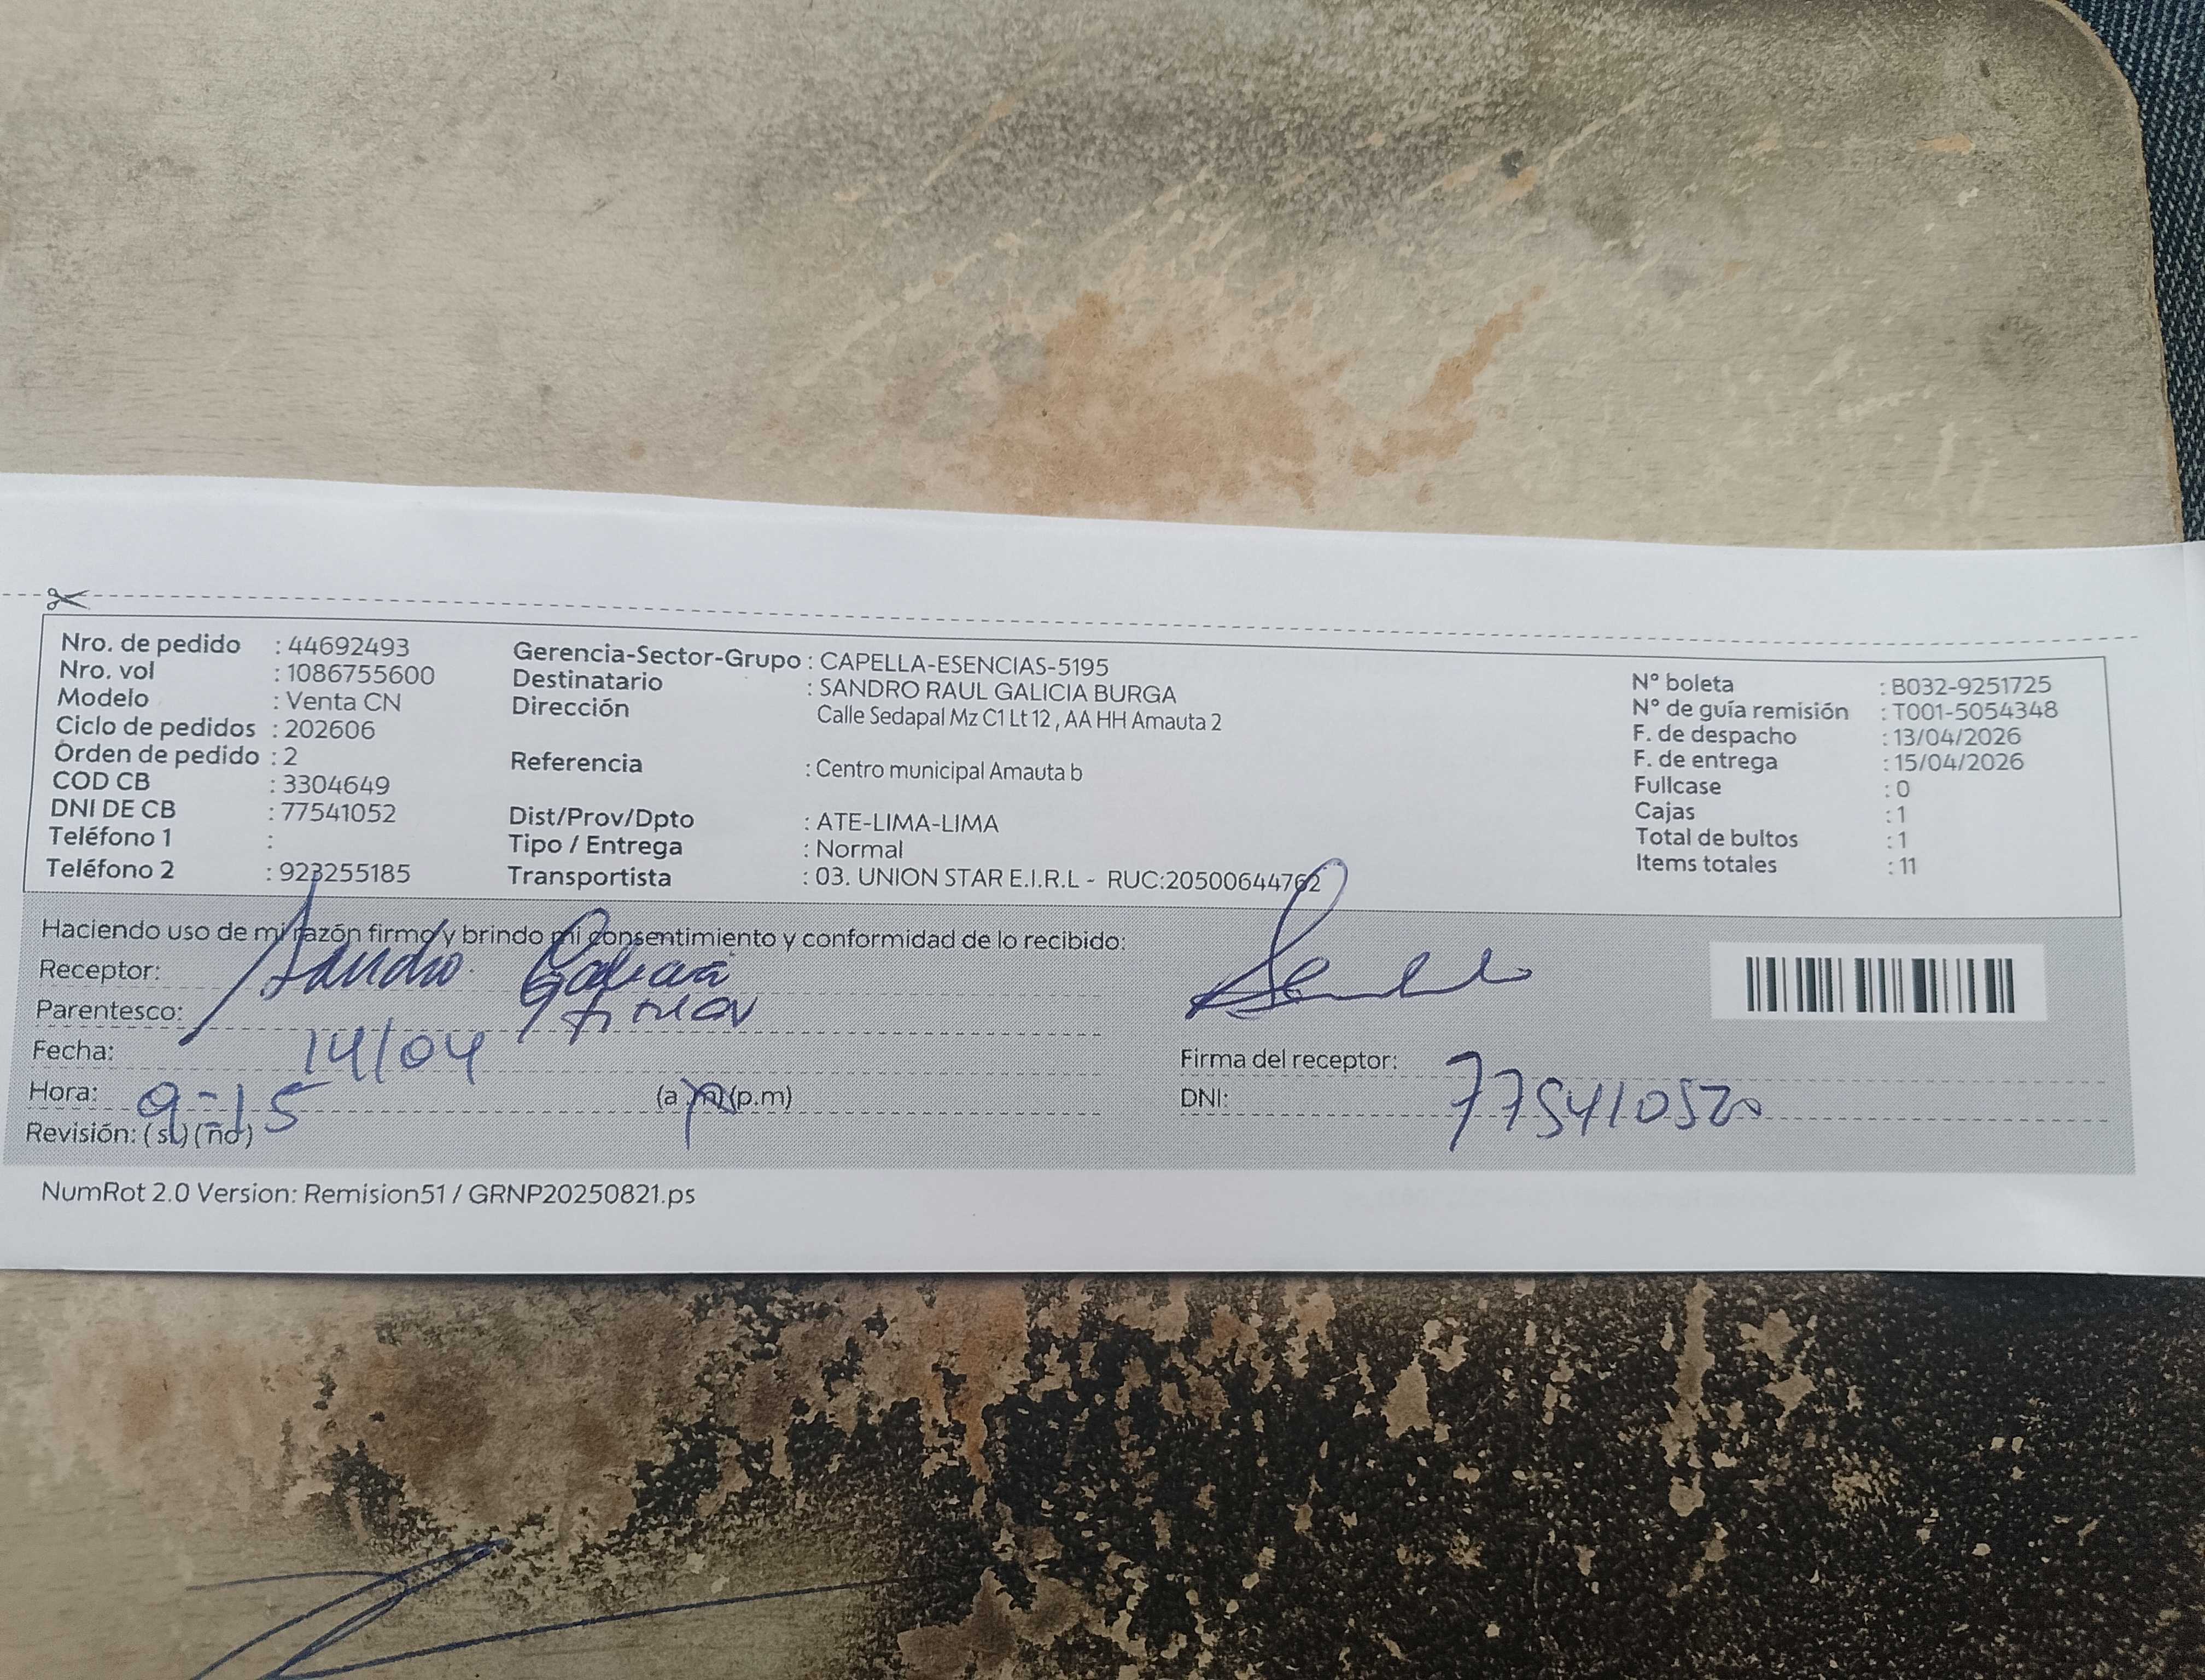 Nro. de pedido : 44692493
Nro. vol : 1086755600
Modelo : Venta CN
Ciclo de pedidos : 202606
Orden de pedido : 2
COD CB : 3304649
DNI DE CB : 77541052
Teléfono 1 :
Teléfono 2 : 923255185
Gerencia-Sector-Grupo : CAPELLA-ESENCIAS-5195
Destinatario : SANDRO RAUL GALICIA BURGA
Dirección Calle Sedapal Mz C1 Lt 12 , AA HH Amauta 2
Referencia : Centro municipal Amauta b
Dist/Prov/Dpto : ATE-LIMA-LIMA
Tipo / Entrega : Normal
Transportista : 03. UNION STAR E.I.R.L - RUC:20500644762
N° boleta : B032-9251725
N° de guía remisión : T001-5054348
F. de despacho : 13/04/2026
F. de entrega : 15/04/2026
Fullcase : 0
Cajas : 1
Total de bultos : 1
Items totales : 11
Haciendo uso de mi razón firmo y brindo mi consentimiento y conformidad de lo recibido:
Receptor: Sandro Galicia
Parentesco:
Fecha: 14/04
Hora: 9-15 (a.m)(p.m)
Revisión: (si) (no)
Firma del receptor:
DNI: 77541052
NumRot 2.0 Version: Remision51 / GRNP20250821.ps